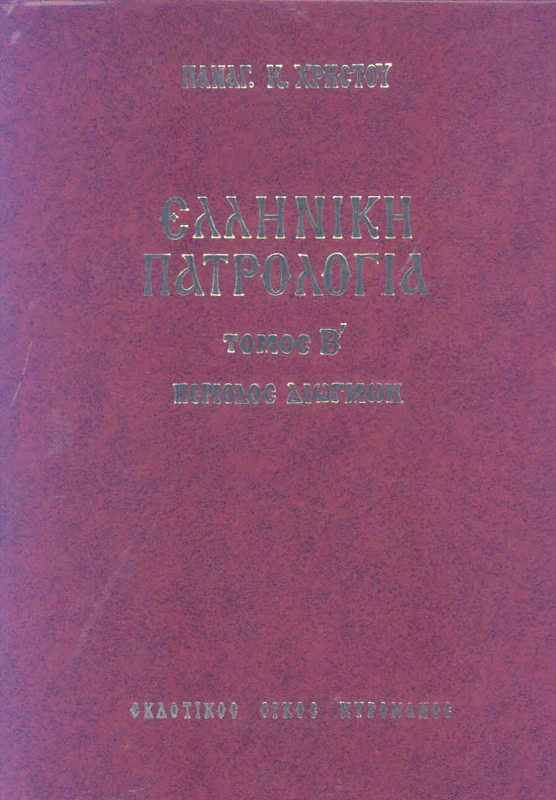 ΠΑΝΑΓ. Κ. ΧΡΗΣΤΟΥ
ΕΛΛΗΝΙΚΗ
ΠΑΤΡΟΛΟΓΙΑ
ΤΟΜΟΣ Β'
ΠΕΡΙΟΔΟΣ ΔΙΩΓΜΩΝ
ΕΚΔΟΤΙΚΟΣ ΟΙΚΟΣ ΚΥΡΟΜΑΝΟΣ